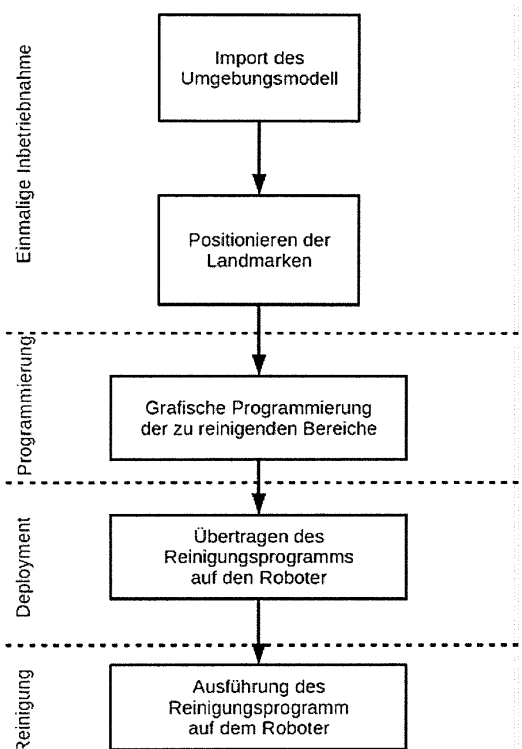 Einmalige Inbetriebnahme
Import des
Umgebungsmodell
Positionieren der
Landmarken
Programmierung
Grafische Programmierung
der zu reinigenden Bereiche
Deployment
Übertragen des
Reinigungsprogramms
auf den Roboter
Reinigung
Ausführung des
Reinigungsprogramm
auf dem Roboter